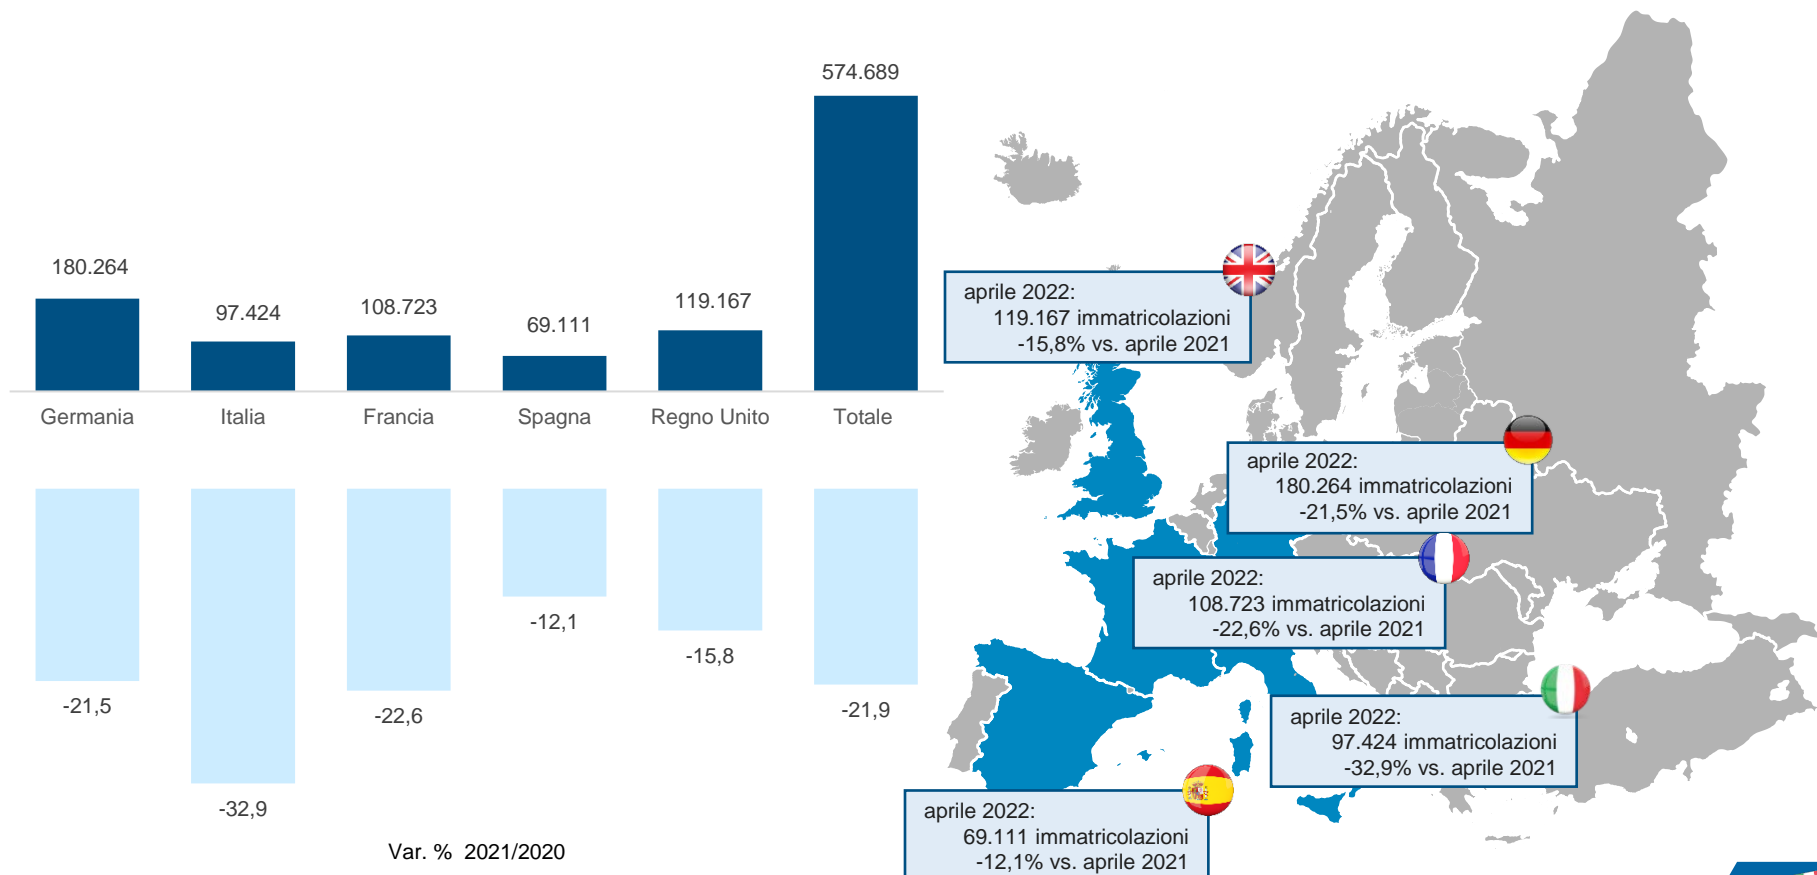 574.689
180.264
97.424
108.723
69.111
119.167
Germania
Italia
Francia
Spagna
Regno Unito
Totale
-21,5
-32,9
-22,6
-12,1
-15,8
-21,9
Var. % 2021/2020
aprile 2022:
119.167 immatricolazioni
-15,8% vs. aprile 2021
aprile 2022:
180.264 immatricolazioni
-21,5% vs. aprile 2021
aprile 2022:
108.723 immatricolazioni
-22,6% vs. aprile 2021
aprile 2022:
97.424 immatricolazioni
-32,9% vs. aprile 2021
aprile 2022:
69.111 immatricolazioni
-12,1% vs. aprile 2021